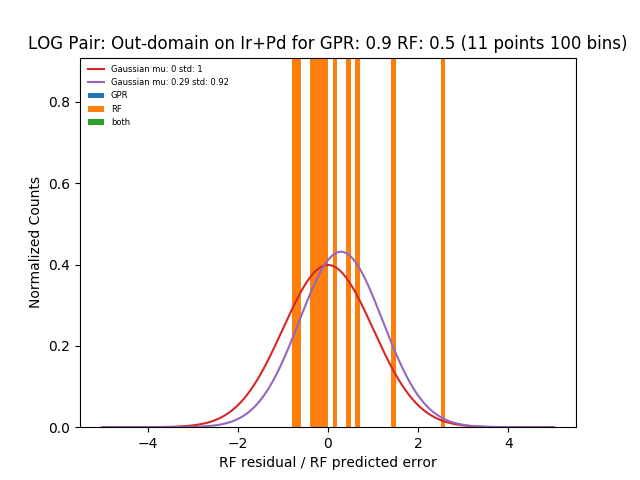 LOG Pair: Out-domain on Ir+Pd for GPR: 0.9 RF: 0.5 (11 points 100 bins)
Gaussian mu: 0 std: 1
Gaussian mu: 0.29 std: 0.92
GPR
RF
both
0.8
0.6
0.4
0.2
0.0
Normalized Counts
−4
−2
0
2
4
RF residual / RF predicted error